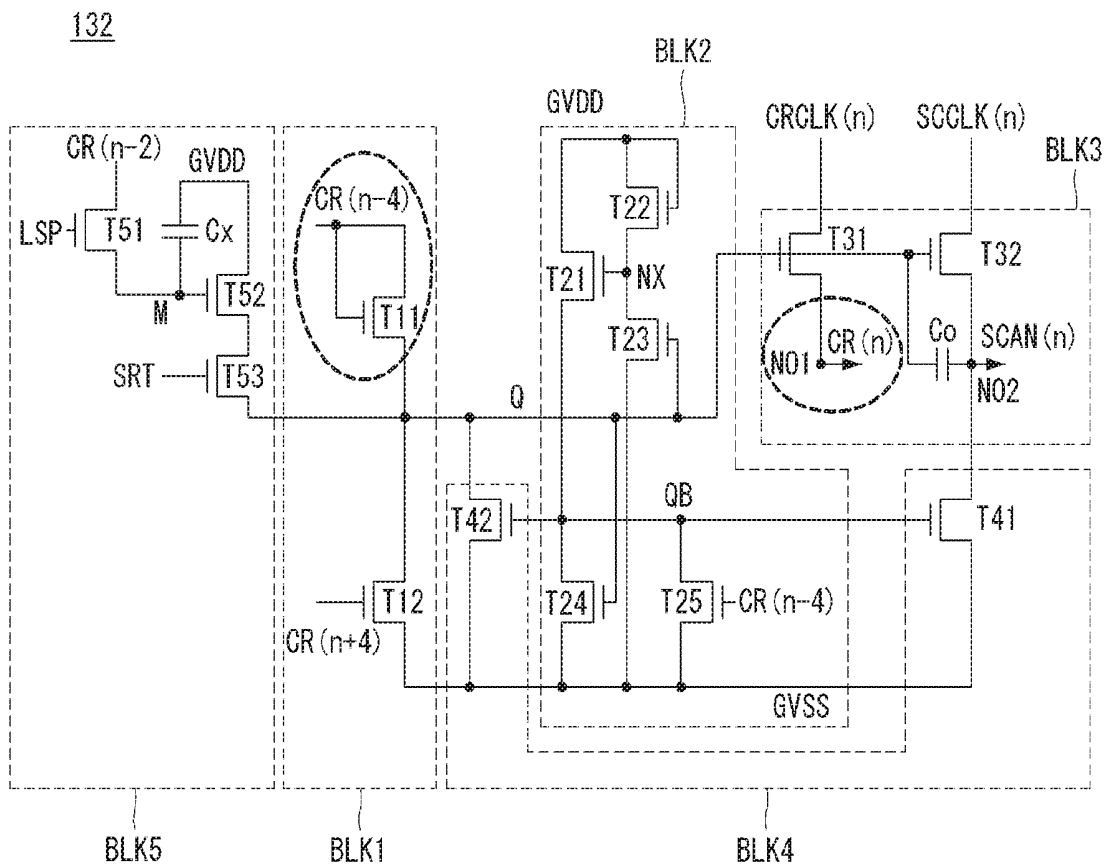 132
BLK2
GVDD
CRCLK(n)
SCCLK(n)
BLK3
CR(n-2)
GVDD
CR(n-4)
LSP
T51
Cx
T22
T31
T32
T21
NX
M
T52
T11
T23
Co
SCAN(n)
NO1
CR(n)
SRT
T53
NO2
Q
QB
T42
T41
T12
T24
T25
CR(n-4)
CR(n+4)
GVSS
BLK5
BLK1
BLK4